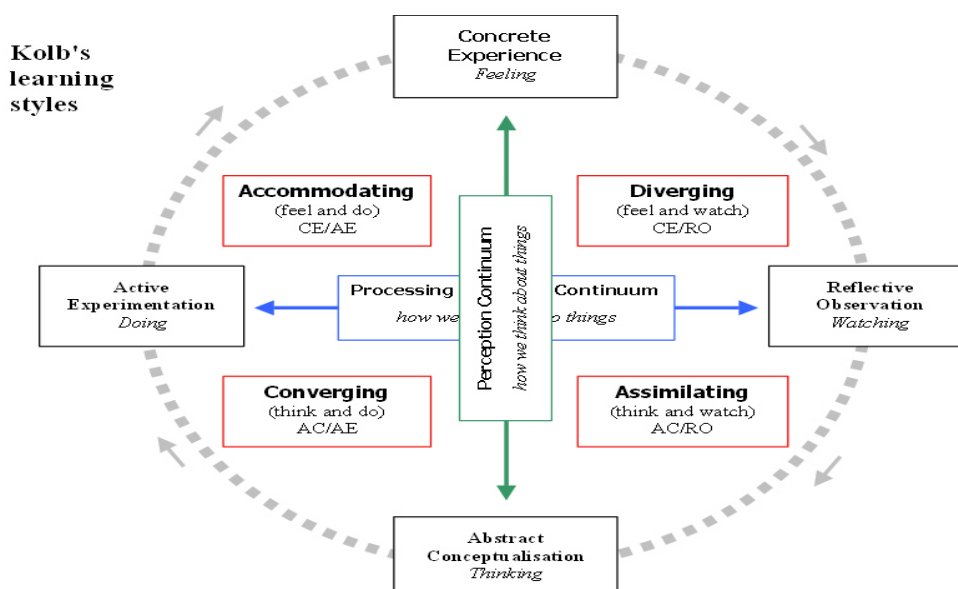 Kolb's
learning
styles
Concrete
Experience
Feeling
Accommodating
(feel and do)
CE/AE
Diverging
(feel and watch)
CE/RO
Active
Experimentation
Doing
Processing Continuum
how we things
Perception Continuum
how we think about things
Reflective
Observation
Watching
Converging
(think and do)
AC/AE
Assimilating
(think and watch)
AC/RO
Abstract
Conceptualisation
Thinking